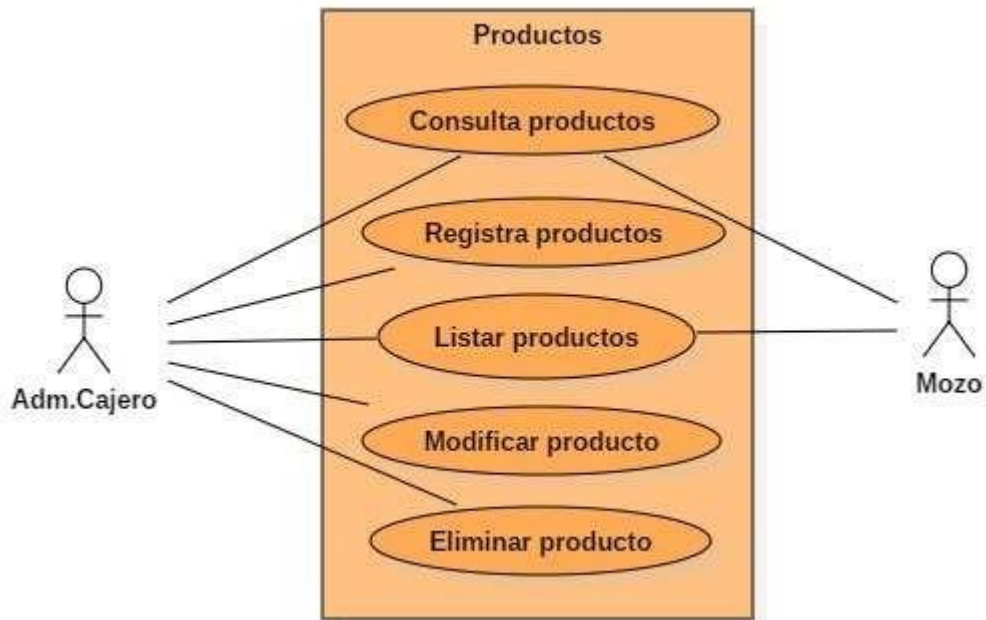 Productos
Consulta productos
Registra productos
Listar productos
Adm.Cajero
Mozo
Modificar producto
Eliminar producto